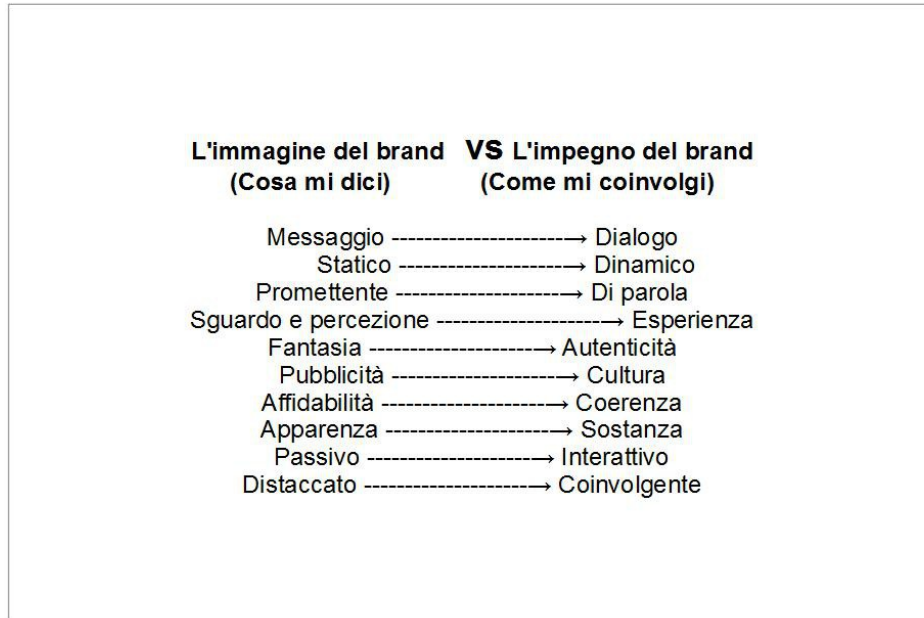 L'immagine del brand VS L'impegno del brand
(Cosa mi dici) (Come mi coinvolgi)
Messaggio -----------------------→ Dialogo
Statico ----------------------→ Dinamico
Promettente ----------------------→ Di parola
Sguardo e percezione ----------------------→ Esperienza
Fantasia ----------------------→ Autenticità
Pubblicità ----------------------→ Cultura
Affidabilità ----------------------→ Coerenza
Apparenza ----------------------→ Sostanza
Passivo ----------------------→ Interattivo
Distaccato ----------------------→ Coinvolgente